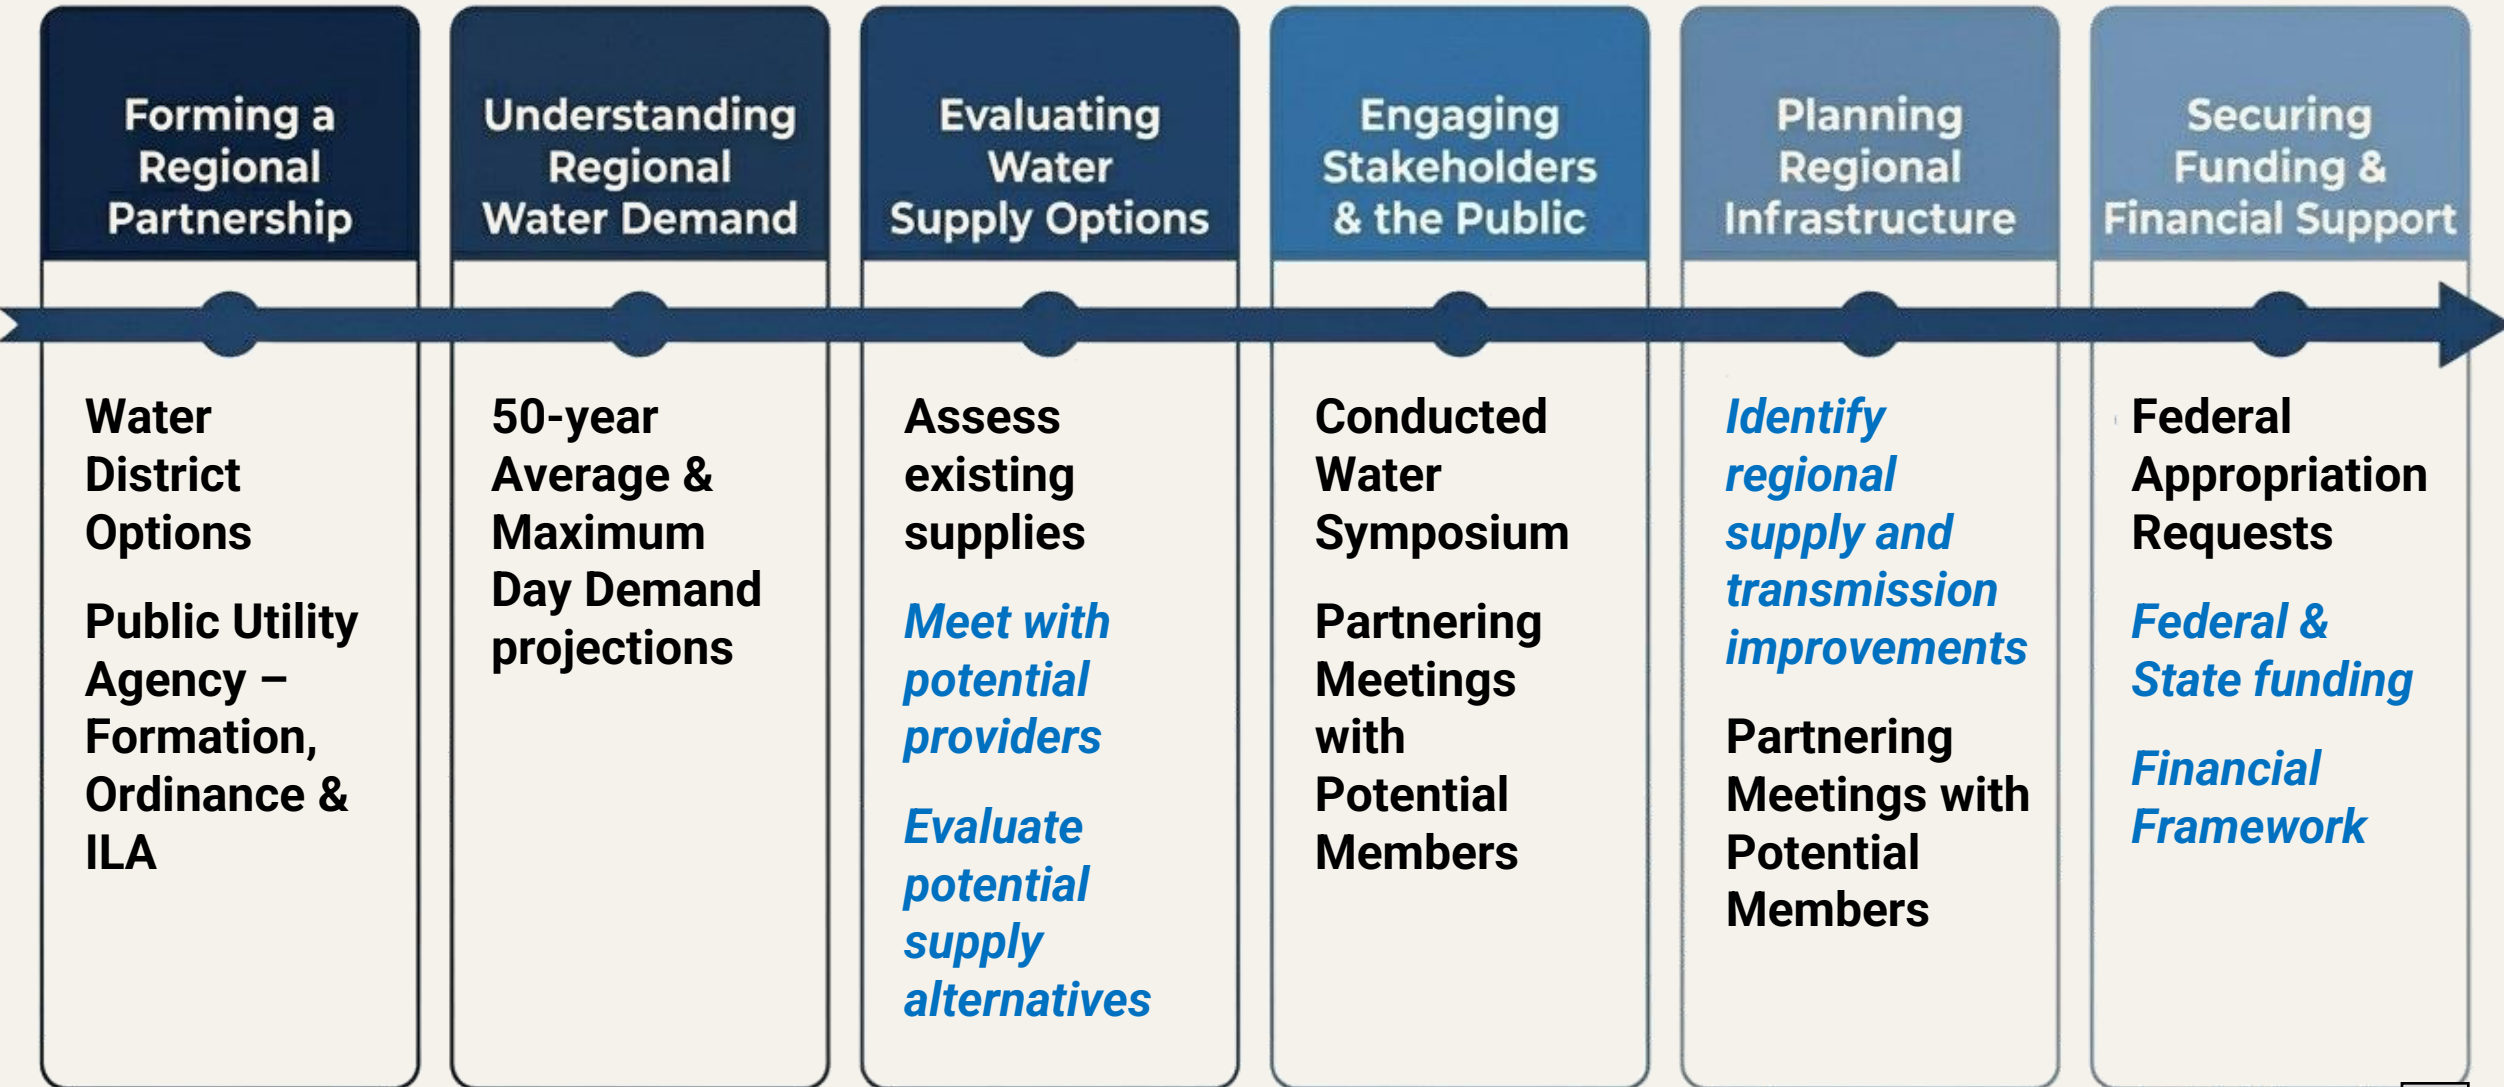 Forming a
Regional
Partnership
Understanding
Regional
Water Demand
Evaluating
Water
Supply Options
Engaging
Stakeholders
& the Public
Planning
Regional
Infrastructure
Securing
Funding &
Financial Support
Water
District
Options
Public Utility
Agency –
Formation,
Ordinance &
ILA
50-year
Average &
Maximum
Day Demand
projections
Assess
existing
supplies
Meet with
potential
providers
Evaluate
potential
supply
alternatives
Conducted
Water
Symposium
Partnering
Meetings
with
Potential
Members
Identify
regional
supply and
transmission
improvements
Partnering
Meetings with
Potential
Members
Federal
Appropriation
Requests
Federal &
State funding
Financial
Framework